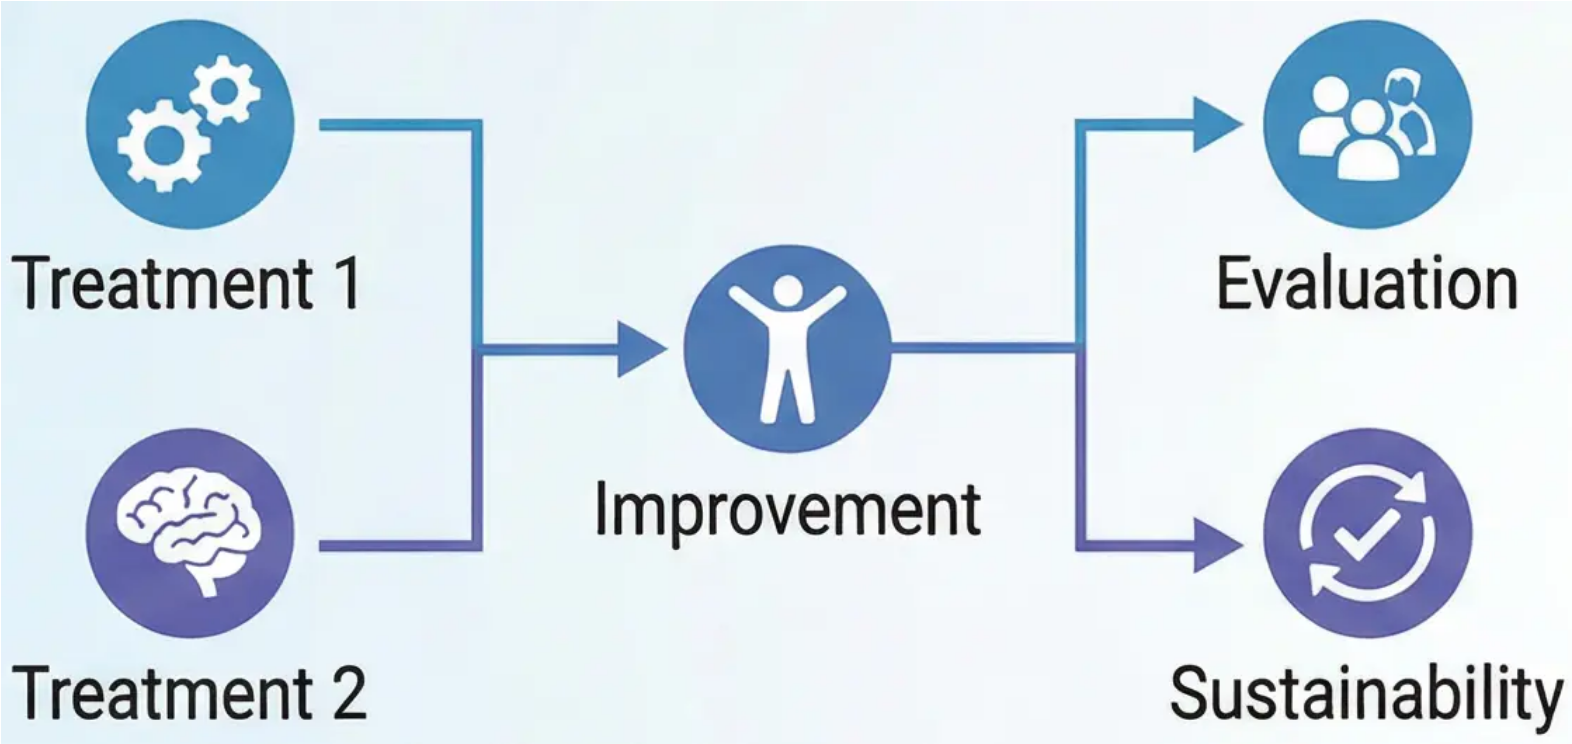 Treatment 1
Treatment 2
Improvement
Evaluation
Sustainability